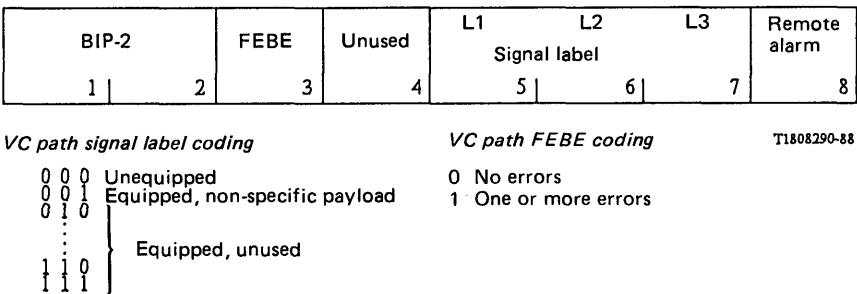 BIP-2 FEBE Unused L1 L2 L3 Remote alarm
Signal label
1 2 3 4 5 6 7 8
VC path signal label coding
VC path FEBE coding
T1808290-88
0 0 0 Unequipped
0 0 1 Equipped, non-specific payload
0 1 0
Equipped, unused
1 1 0
1 1 1
0 No errors
1 One or more errors